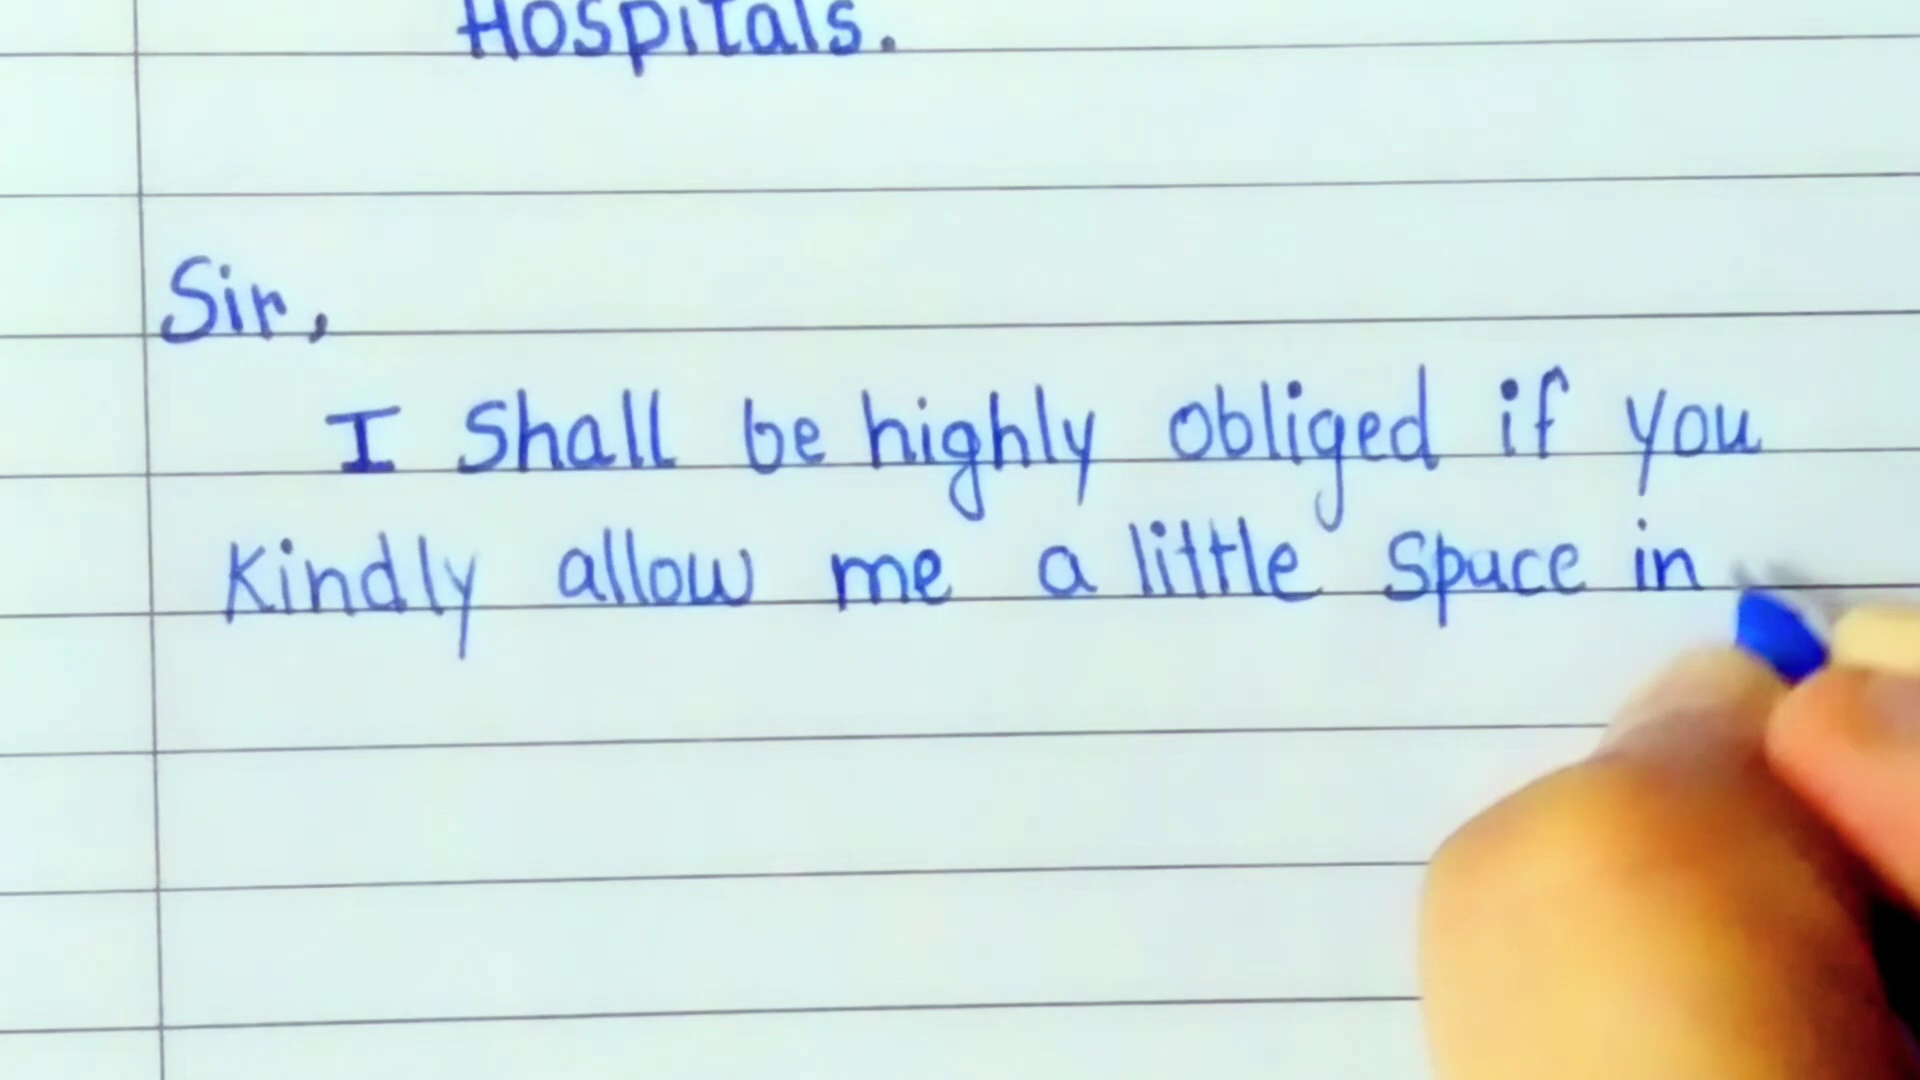 Hospitals.
Sir,
I Shall be highly obliged if you
Kindly allow me a little space in